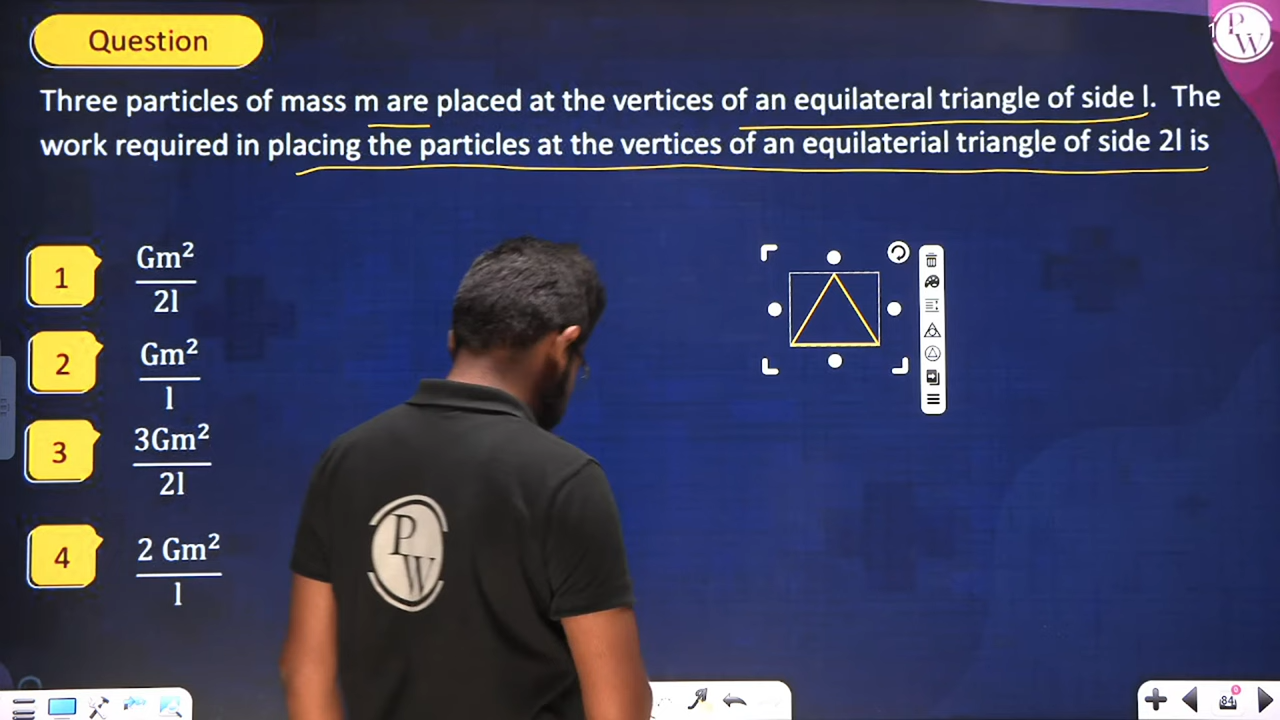 Question
Three particles of mass m are placed at the vertices of an equilateral triangle of side l. The
work required in placing the particles at the vertices of an equilaterial triangle of side 2l is
1
Gm²
2l
2
Gm²
l
3
3Gm²
2l
4
2 Gm²
l
PW
PW
84